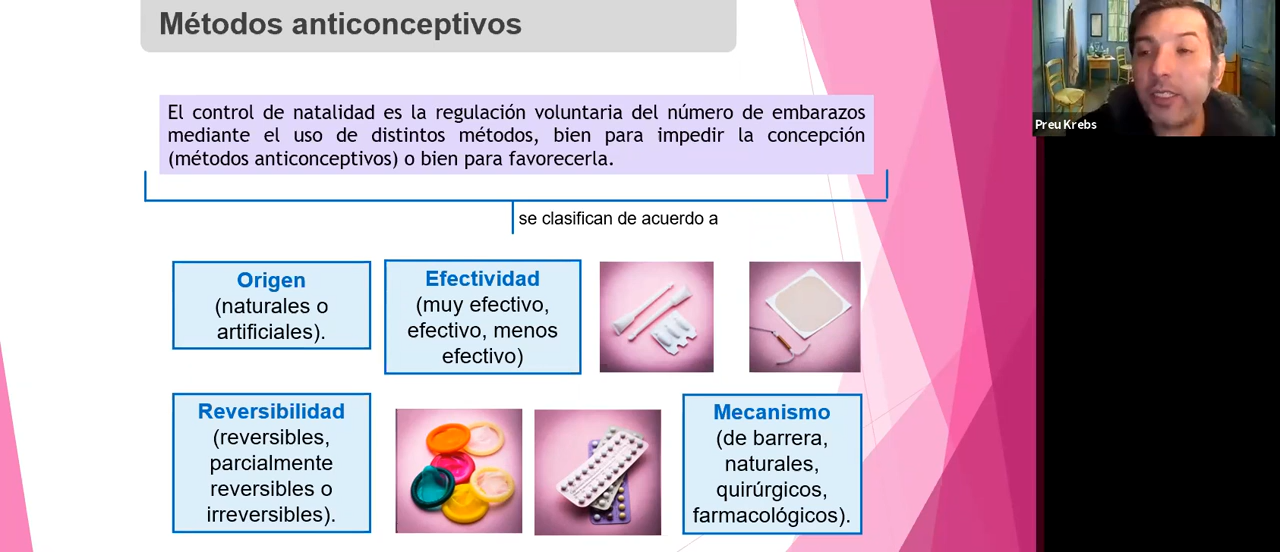 Métodos anticonceptivos
Preu Krebs
El control de natalidad es la regulación voluntaria del número de embarazos
mediante el uso de distintos métodos, bien para impedir la concepción
(métodos anticonceptivos) o bien para favorecerla.
se clasifican de acuerdo a
Origen
(naturales o
artificiales).
Efectividad
(muy efectivo,
efectivo, menos
efectivo)
Reversibilidad
(reversibles,
parcialmente
reversibles o
irreversibles).
Mecanismo
(de barrera,
naturales,
quirúrgicos,
farmacológicos).